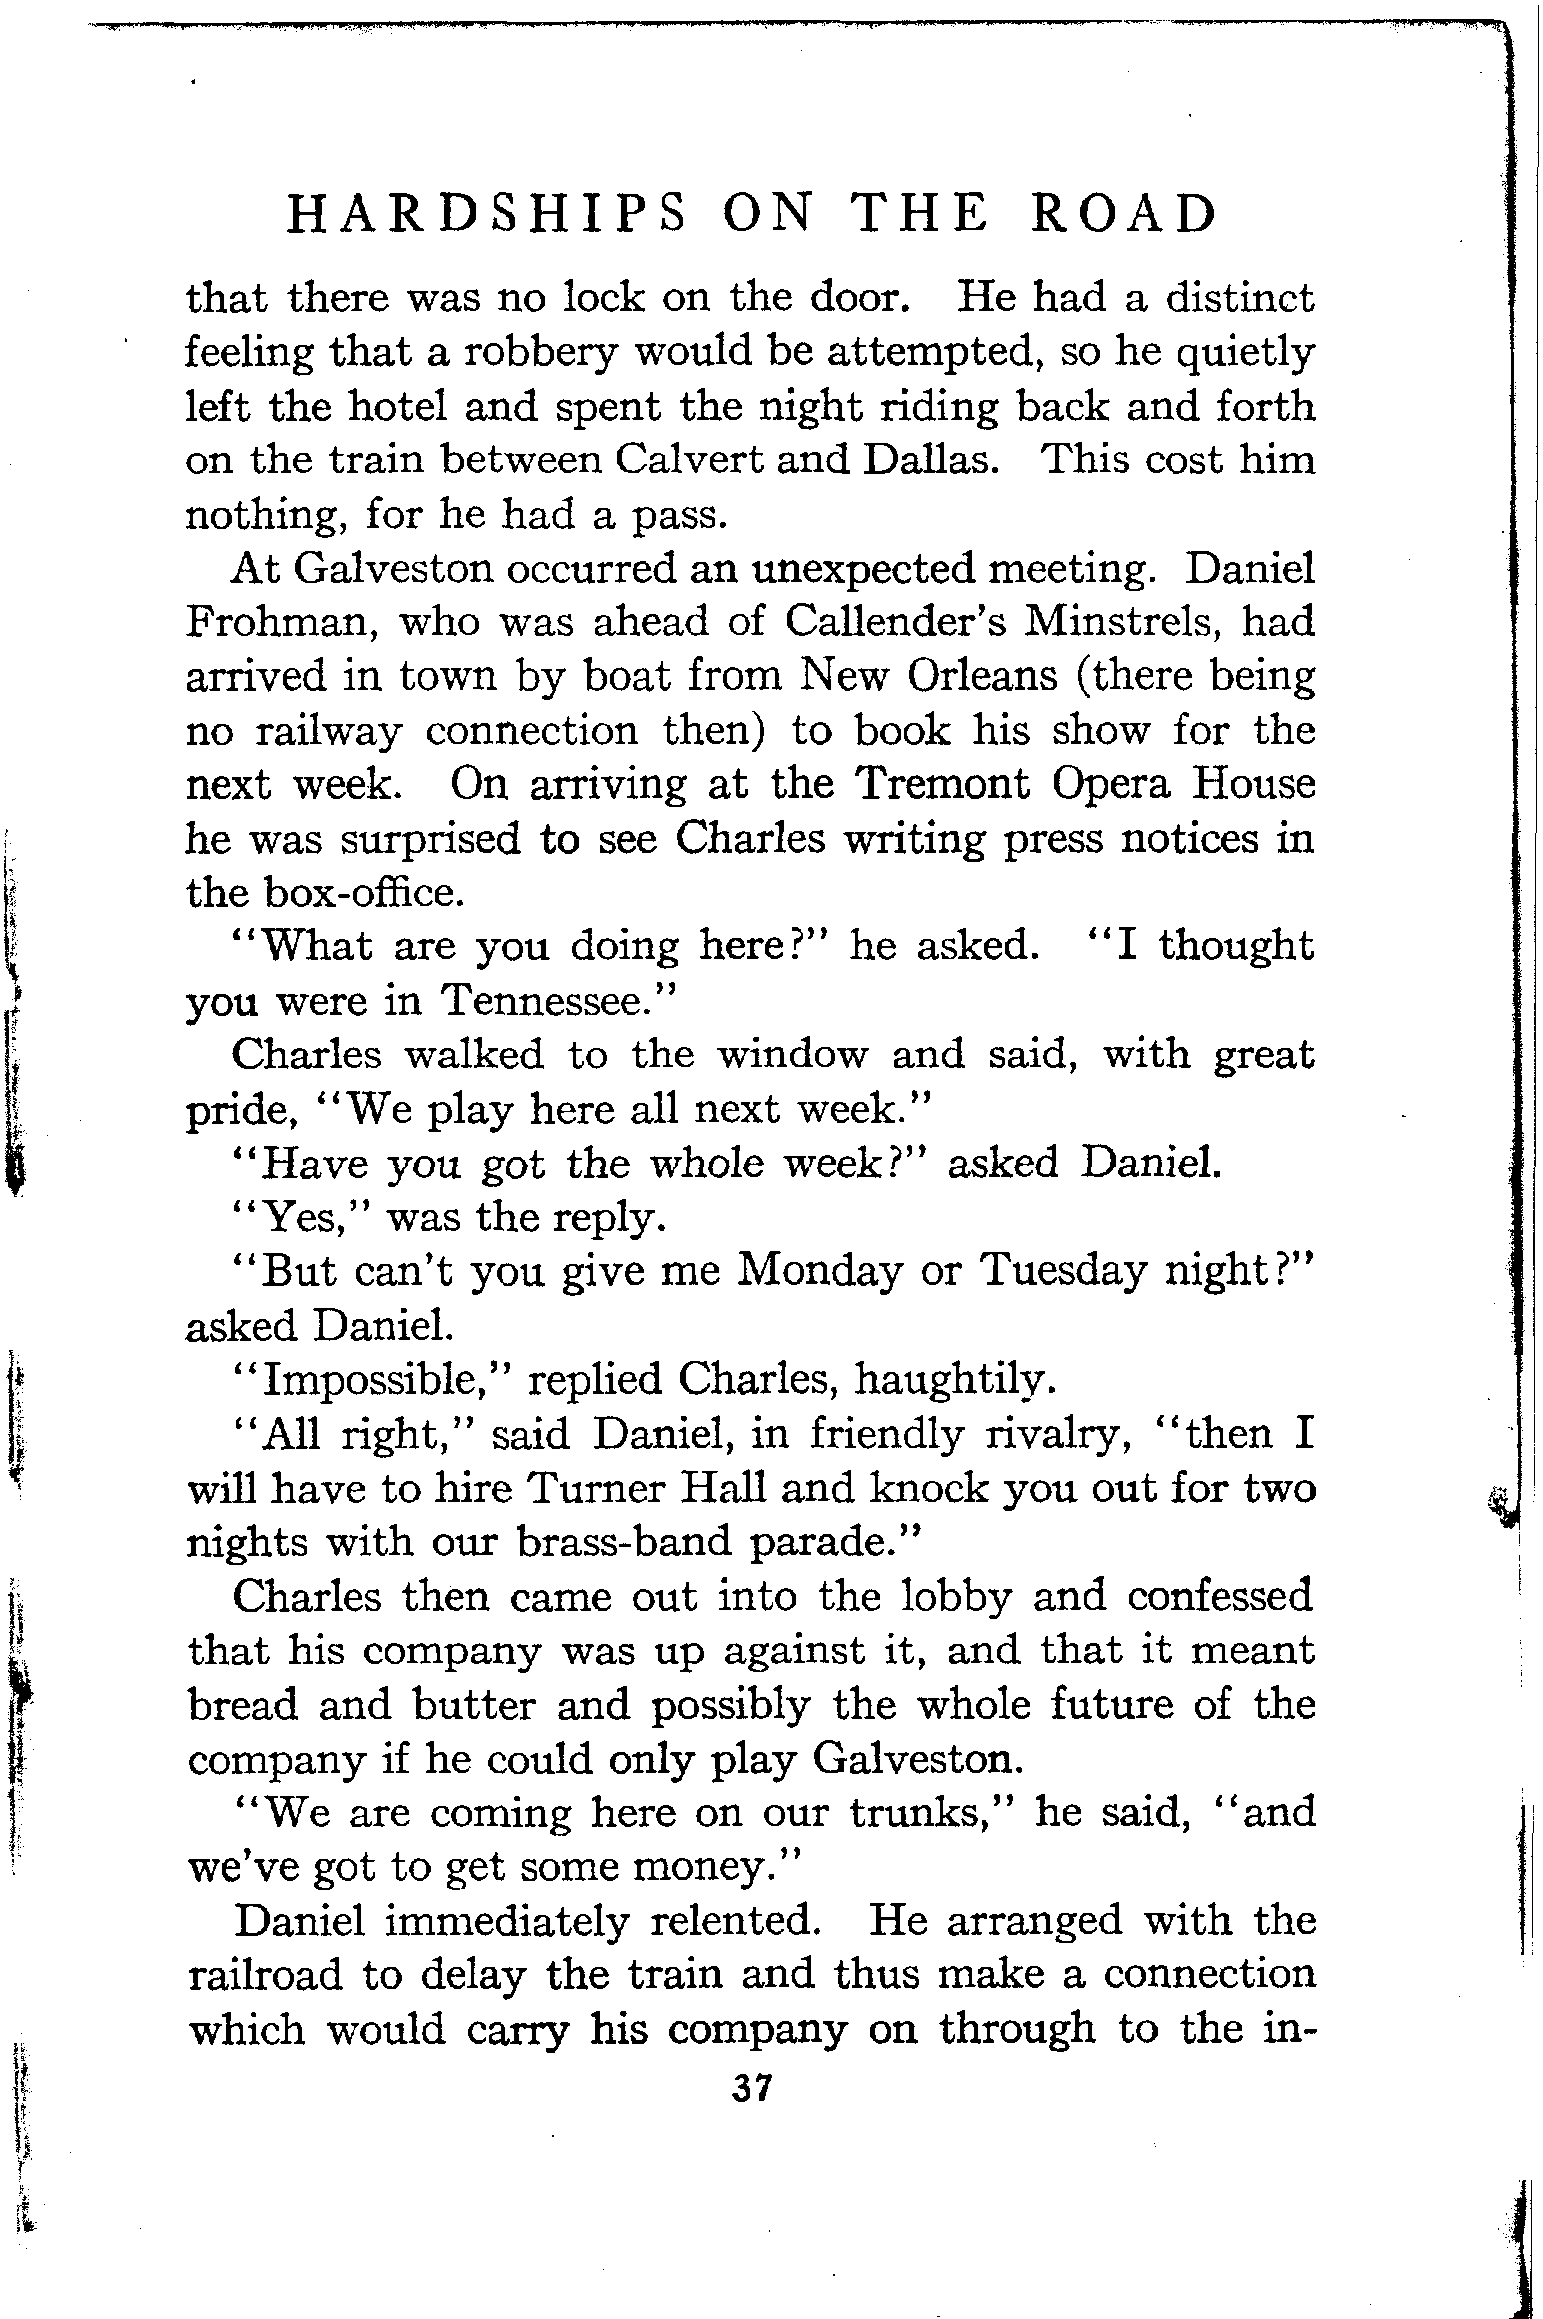 HARDSHIPS ON THE ROAD
that there was no lock on the door. He had a distinct
feeling that a robbery would be attempted, so he quietly
left the hotel and spent the night riding back and forth
on the train between Calvert and Dallas. This cost him
nothing, for he had a pass.
At Galveston occurred an unexpected meeting. Daniel
Frohman, who was ahead of Callender's Minstrels, had
arrived in town by boat from New Orleans (there being
no railway connection then) to book his show for the
next week. On arriving at the Tremont Opera House
he was surprised to see Charles writing press notices in
the box-office.
"What are you doing here?" he asked. "I thought
you were in Tennessee."
Charles walked to the window and said, with great
pride, "We play here all next week."
"Have you got the whole week?" asked Daniel.
"Yes," was the reply.
"But can't you give me Monday or Tuesday night?"
asked Daniel.
"Impossible," replied Charles, haughtily.
"All right," said Daniel, in friendly rivalry, "then I
will have to hire Turner Hall and knock you out for two
nights with our brass-band parade."
Charles then came out into the lobby and confessed
that his company was up against it, and that it meant
bread and butter and possibly the whole future of the
company if he could only play Galveston.
"We are coming here on our trunks," he said, "and
we've got to get some money."
Daniel immediately relented. He arranged with the
railroad to delay the train and thus make a connection
which would carry his company on through to the in-
37